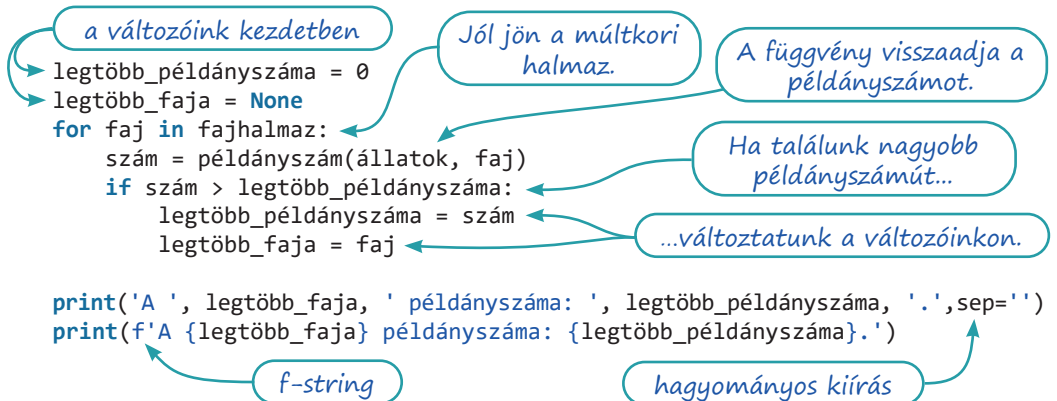 a változóink kezdetben
legtöbb_példányszáma = 0
legtöbb_faja = None
for faj in fajhalmaz:
Jól jön a múltkori
halmaz.
A függvény visszaadja a
példányszámot.
szám = példányszám(állatok, faj)
if szám > legtöbb_példányszáma:
Ha találunk nagyobb
példányszámút...
legtöbb_példányszáma = szám
legtöbb_faja = faj
...változtatunk a változóinkon.
print('A ', legtöbb_faja, ' példányszáma: ', legtöbb_példányszáma, '.',sep='')
print(f'A {legtöbb_faja} példányszáma: {legtöbb_példányszáma}.')
f-string
hagyományos kiírás